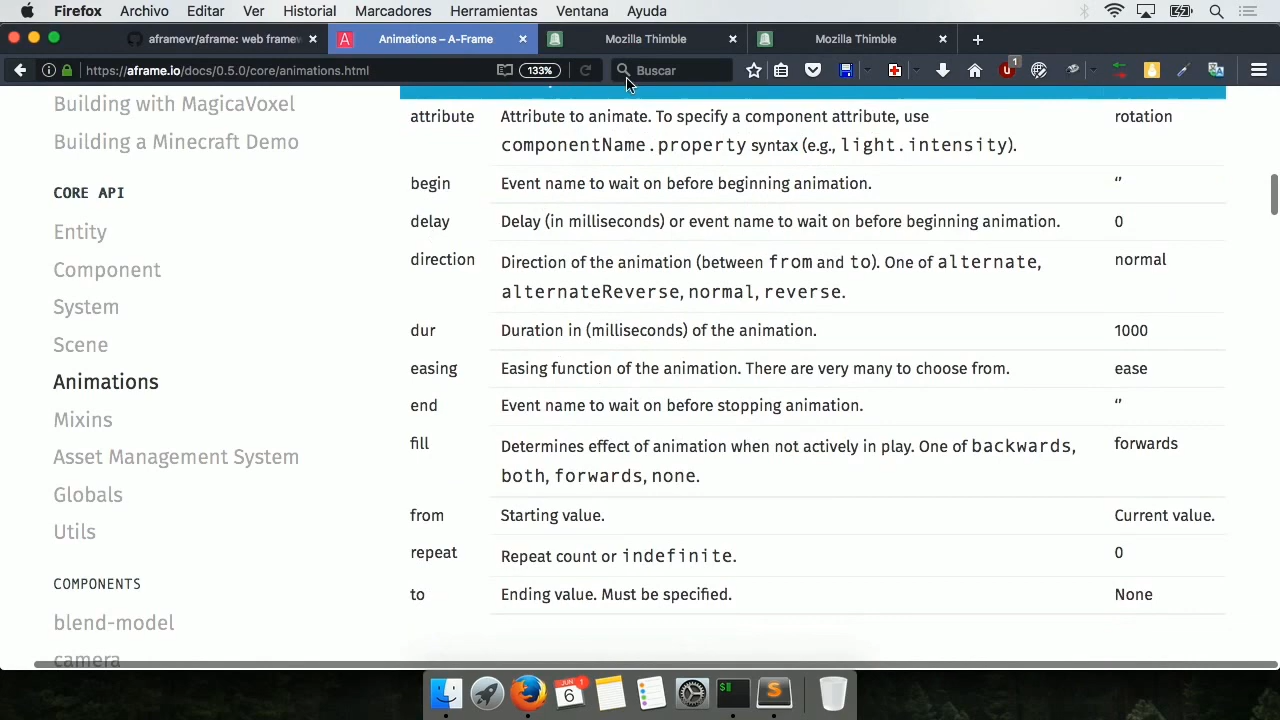 Firefox Archivo Editar Ver Historial Marcadores Herramientas Ventana Ayuda
aframevr/aframe: web framew
Animations – A-Frame
Mozilla Thimble
Mozilla Thimble
https://aframe.io/docs/0.5.0/core/animations.html
133%
Buscar
1
Building with MagicaVoxel
Building a Minecraft Demo
CORE API
Entity
Component
System
Scene
Animations
Mixins
Asset Management System
Globals
Utils
COMPONENTS
blend-model
camera
attribute Attribute to animate. To specify a component attribute, use rotation
componentName.property syntax (e.g., light.intensity).
begin Event name to wait on before beginning animation. ‘’
delay Delay (in milliseconds) or event name to wait on before beginning animation. 0
direction Direction of the animation (between from and to). One of alternate, normal
alternateReverse, normal, reverse.
dur Duration in (milliseconds) of the animation. 1000
easing Easing function of the animation. There are very many to choose from. ease
end Event name to wait on before stopping animation. ‘’
fill Determines effect of animation when not actively in play. One of backwards, forwards
both, forwards, none.
from Starting value. Current value.
repeat Repeat count or indefinite. 0
to Ending value. Must be specified. None
6
1